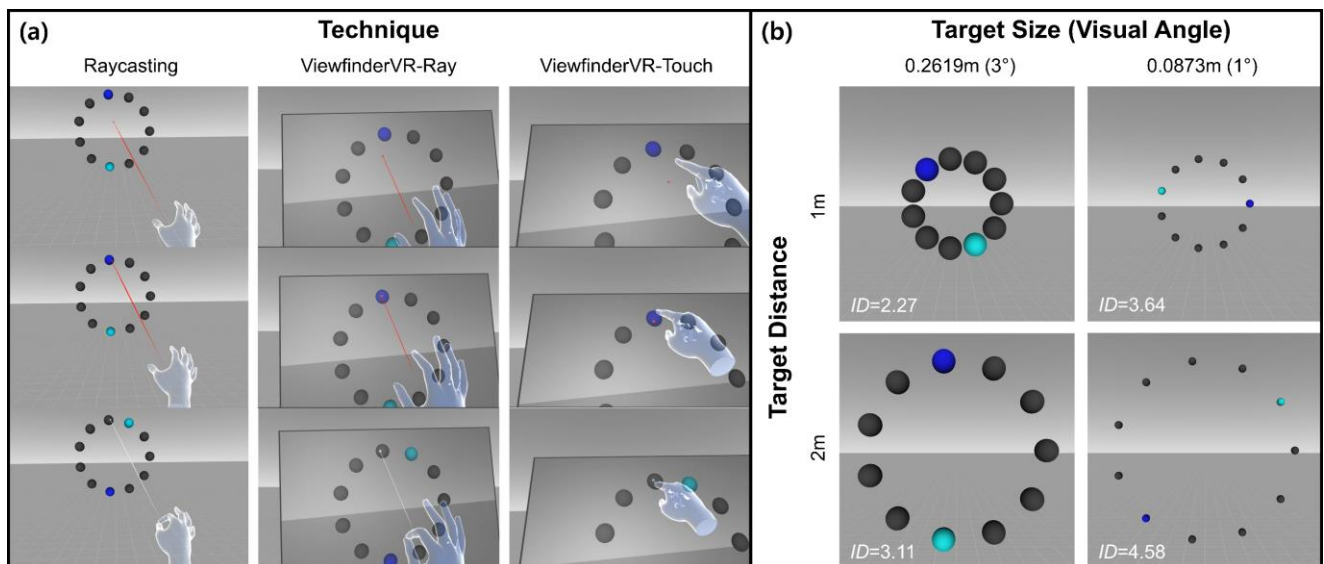 (a)
Technique
Raycasting
ViewfinderVR-Ray
ViewfinderVR-Touch
(b)
Target Size (Visual Angle)
0.2619m (3°)
0.0873m (1°)
Target Distance
1m
ID=2.27
ID=3.64
2m
ID=3.11
ID=4.58